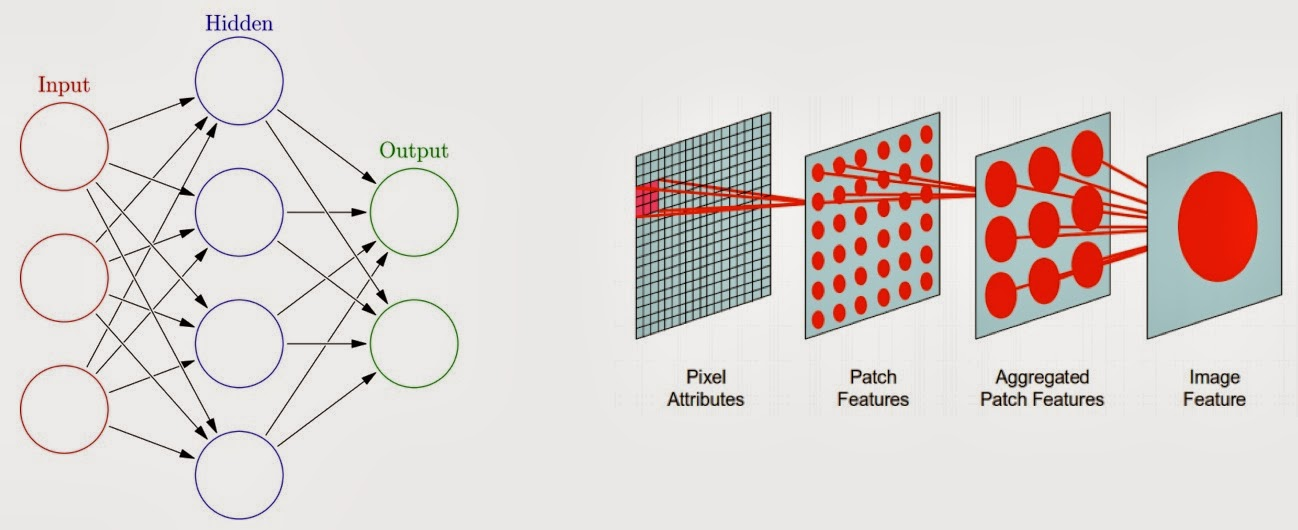 Hidden
Input
Output
Pixel
Attributes
Patch
Features
Aggregated
Patch Features
Image
Feature